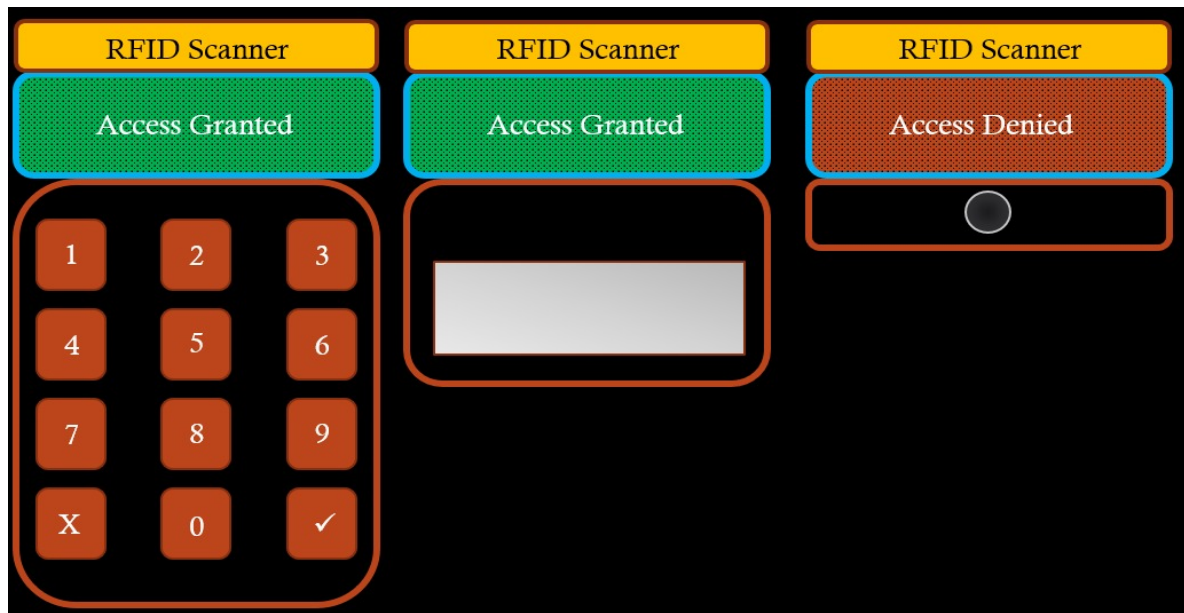 RFID Scanner
Access Granted
1 2 3
4 5 6
7 8 9
X 0 ✓
RFID Scanner
Access Granted
RFID Scanner
Access Denied